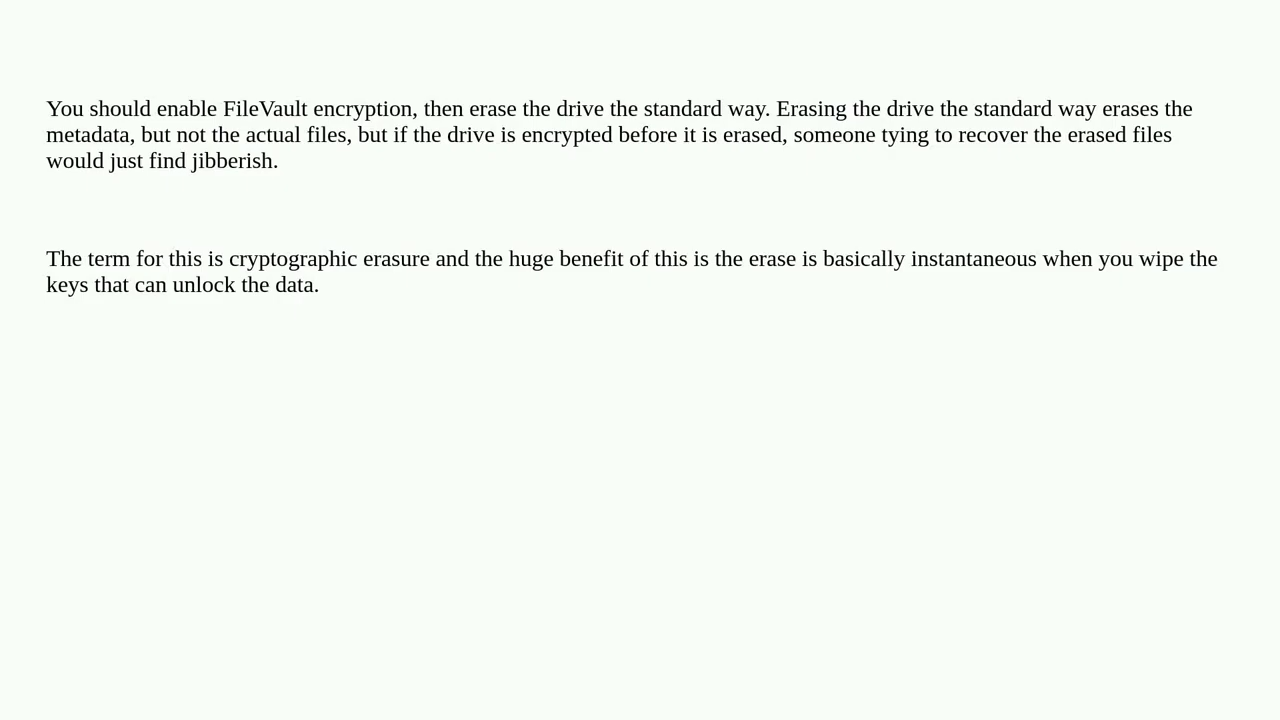 You should enable FileVault encryption, then erase the drive the standard way. Erasing the drive the standard way erases the
metadata, but not the actual files, but if the drive is encrypted before it is erased, someone tying to recover the erased files
would just find jibberish.
The term for this is cryptographic erasure and the huge benefit of this is the erase is basically instantaneous when you wipe the
keys that can unlock the data.